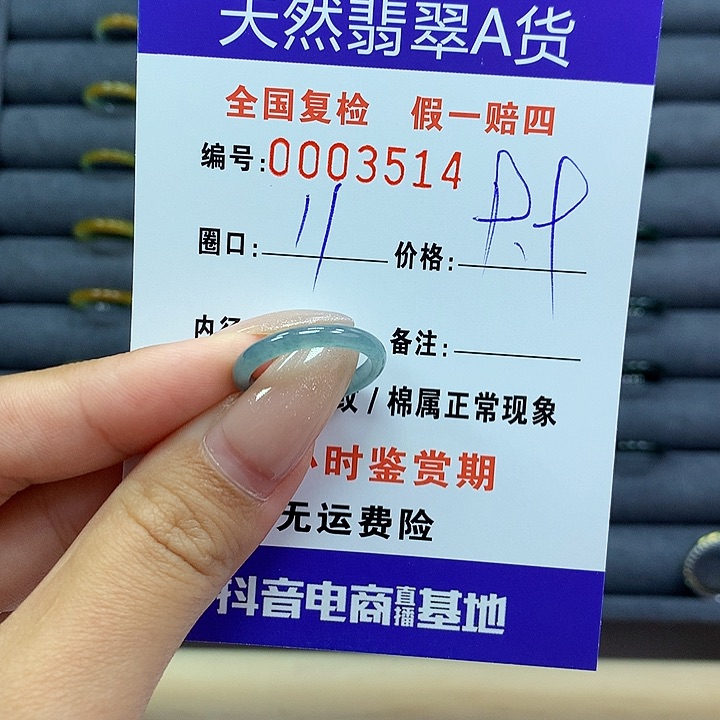 天然翡翠A货
全国复检 假一赔四
编号:0003514
圈口: 11 价格: P.P
内径 备注:
纹 / 棉属正常现象
小时鉴赏期
无运费险
抖音电商直播基地